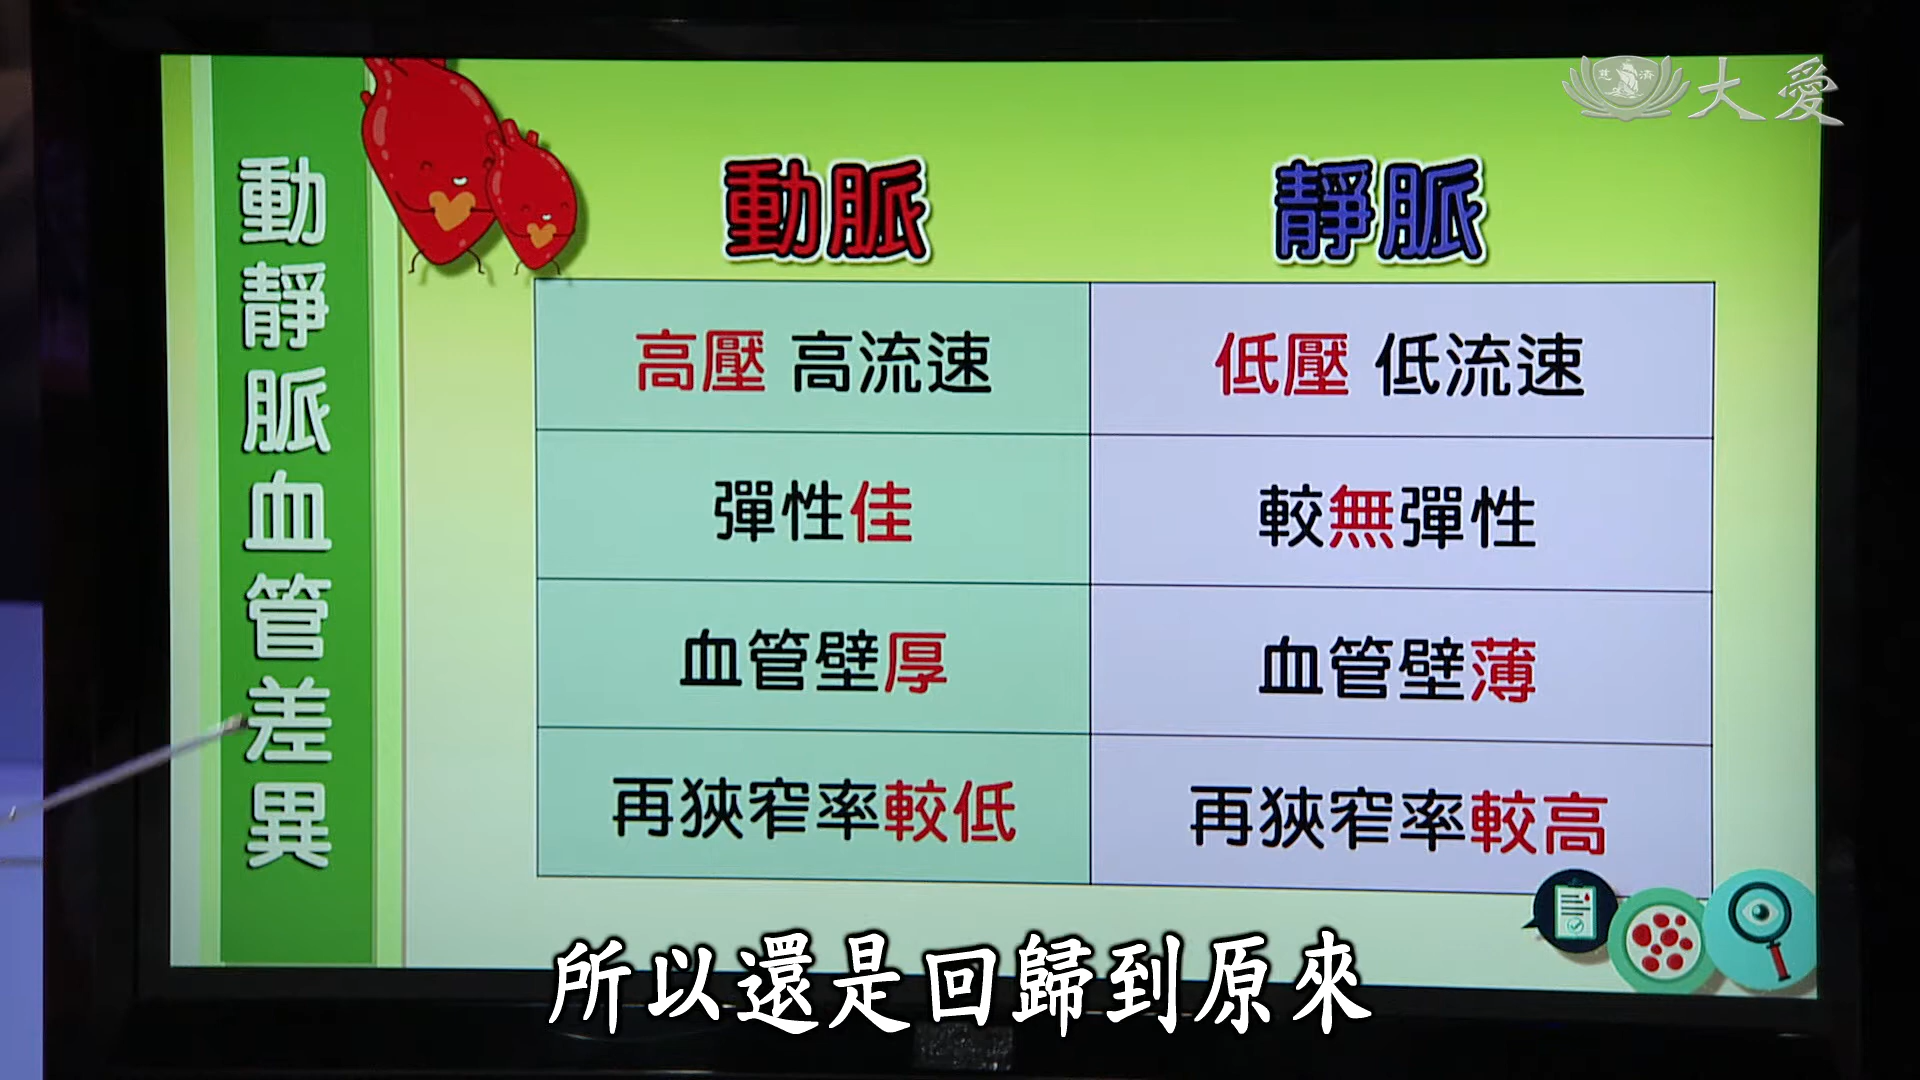 慈濟
大愛
動靜脈血管差異
動脈
靜脈
高壓 高流速
低壓 低流速
彈性佳
較無彈性
血管壁厚
血管壁薄
再狹窄率較低
再狹窄率較高
所以還是回歸到原來